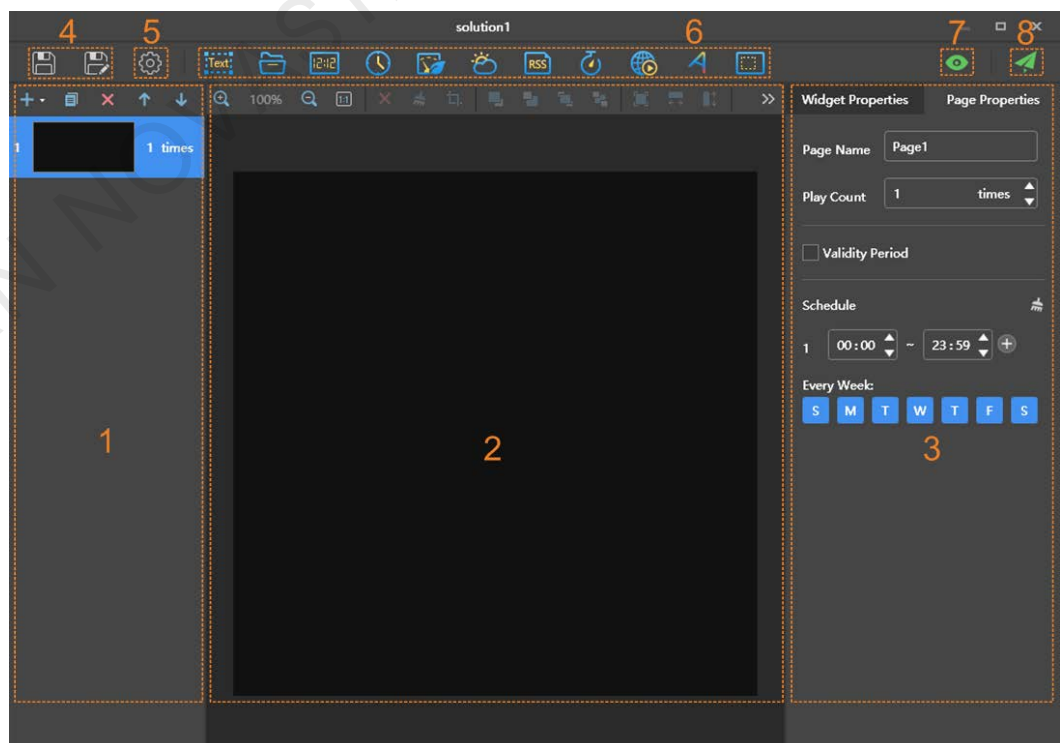 solution1
4 5 6 7 8
Text 12:12 RSS
100% 1:1 Widget Properties Page Properties
1 1 times
Page Name Page1
Play Count 1 times
Validity Period
Schedule
1 00:00 ~ 23:59
Every Week:
S M T W T F S
1 2 3